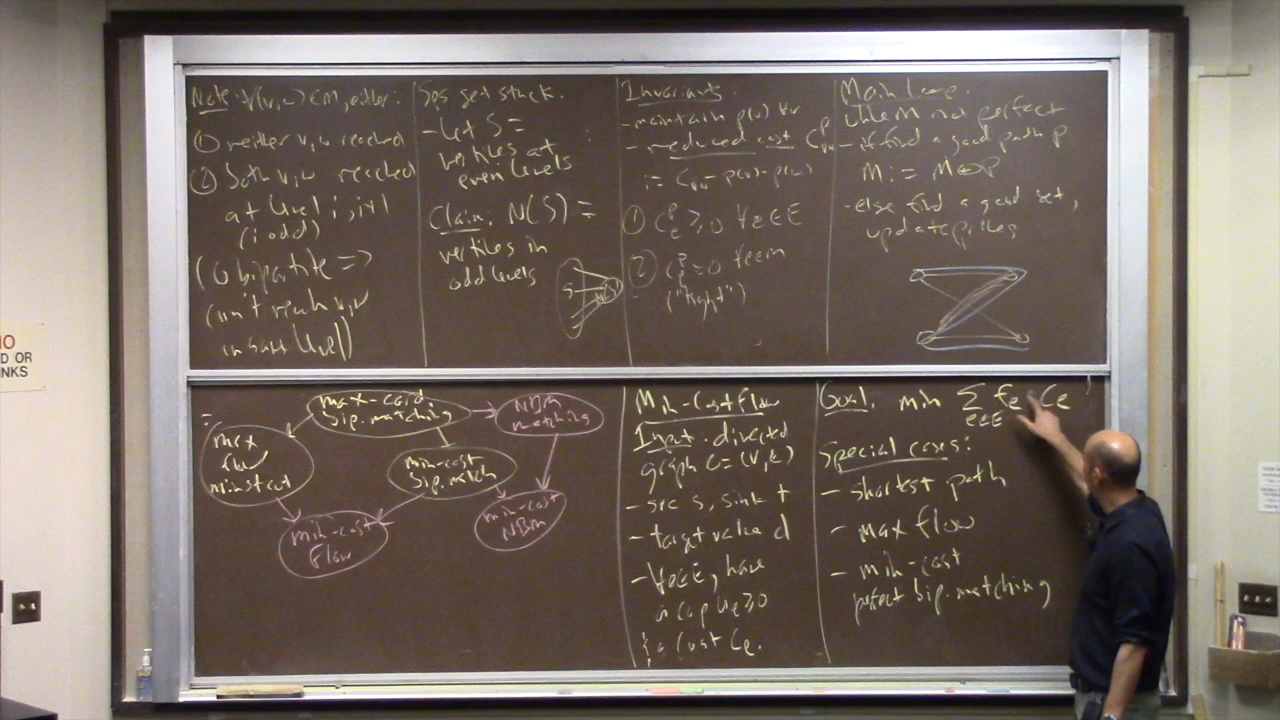 Note: ∀(v,w)∈M, either:
① neither v,w reached
② both v,w reached
at level i, i+1
(i odd)
(G bipartite =>
can't reach v,w
in same level)
Sps get stuck.
- Let S =
vertices at
even levels
Claim: N(S) =
vertices in
odd levels
S
N(S)
Invariants:
- maintain p(v) ∀v
- reduced cost
① C_e^p ≥ 0 ∀e∈E
② C_e^p = 0 ∀e∈M
("tight")
Main Loop:
while M not perfect
- if find a good path P
M := M⊕P
- else find a good set,
update prices
max-card
bip. matching
NBM
matching
max
flow/
min s-t cut
min-cost
bip. match
min-cost
flow
min-cost
NBM
Min-Cost Flow
Input: directed
graph G=(V,E)
- src s, sink t
- target value d
- ∀e∈E, have
a cap u_e ≥ 0
& a cost C_e.
Goal: min Σ f_e · C_e
e∈E
Special cases:
- shortest path
- max flow
- min-cost
perfect bip. matching
NO
D OR
NKS